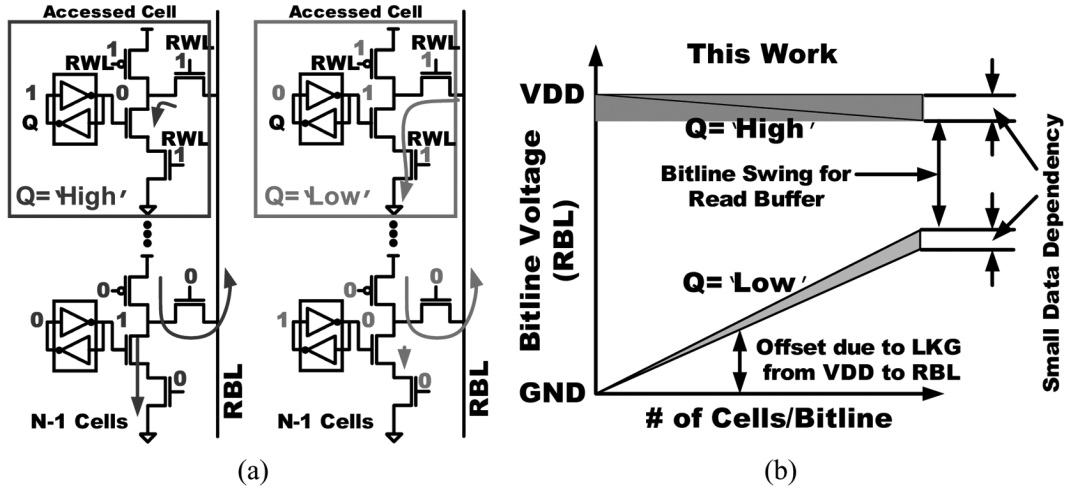 Accessed Cell
1
RWL
RWL
1
1
0
Q
RWL
1
Q= 'High'
0
0
0
1
0
N-1 Cells
RBL
Accessed Cell
1
RWL
RWL
1
0
1
Q
RWL
1
Q= 'Low'
0
0
1
0
0
N-1 Cells
RBL
(a)
This Work
VDD
Q= 'High'
Bitline Swing for
Read Buffer
Q= 'Low'
Offset due to LKG
from VDD to RBL
GND
# of Cells/Bitline
Bitline Voltage
(RBL)
Small Data Dependency
(b)